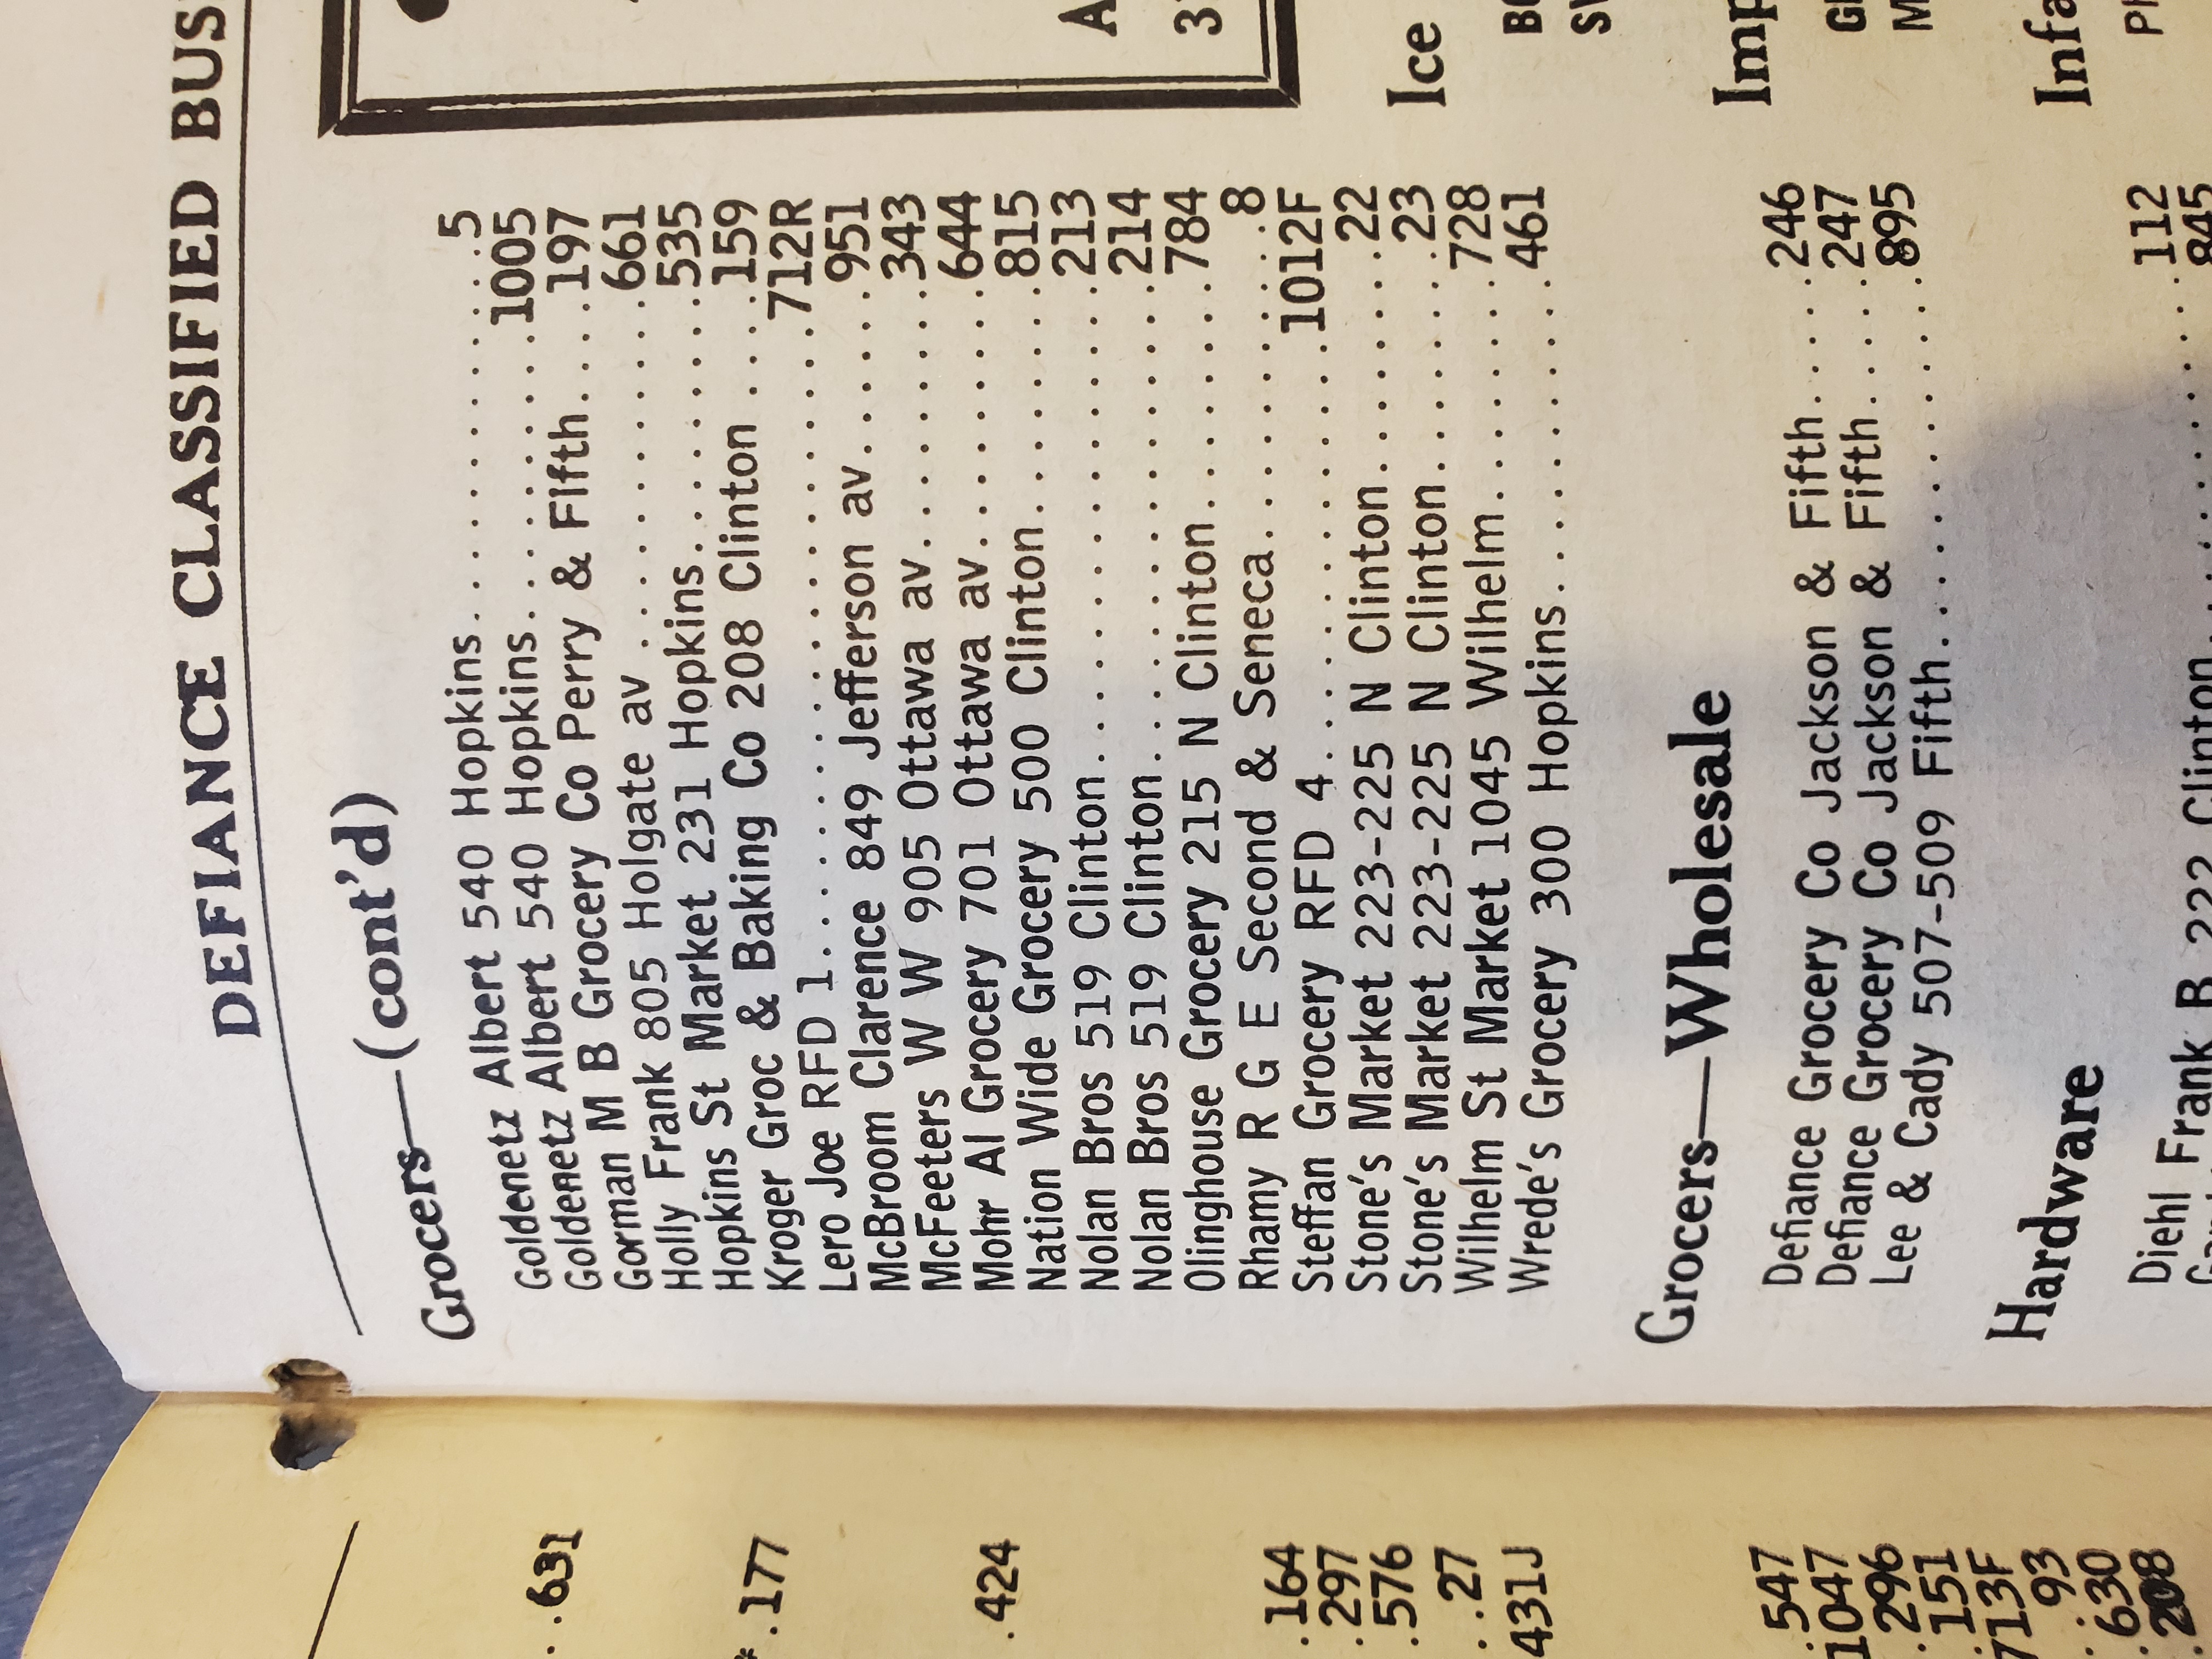 ..631
*.177
.424
.164
.297
.576
..27
431J
.547
1047
.296
.151
713F
.93
.630
.208
DEFIANCE CLASSIFIED BUS
Grocers—(cont'd)
Goldenetz Albert 540 Hopkins..............5
Goldenetz Albert 540 Hopkins..........1005
Gorman M B Grocery Co Perry & Fifth....197
Holly Frank 805 Holgate av ............661
Hopkins St Market 231 Hopkins.........535
Kroger Groc & Baking Co 208 Clinton ....159
Lero Joe RFD 1....................712R
McBroom Clarence 849 Jefferson av......951
McFeeters W W 905 Ottawa av........343
Mohr Al Grocery 701 Ottawa av........644
Nation Wide Grocery 500 Clinton.......815
Nolan Bros 519 Clinton...............213
Nolan Bros 519 Clinton...............214
Olinghouse Grocery 215 N Clinton......784
Rhamy R G E Second & Seneca........8
Steffan Grocery RFD 4.............1012F
Stone's Market 223-225 N Clinton.......22
Stone's Market 223-225 N Clinton.......23
Wilhelm St Market 1045 Wilhelm......728
Wrede's Grocery 300 Hopkins..........461
Grocers—Wholesale
Defiance Grocery Co Jackson & Fifth....246
Defiance Grocery Co Jackson & Fifth....247
Lee & Cady 507-509 Fifth............895
Hardware
Diehl Frank B 222 Clinton..........112
845
A
3
Ice
Imp
M
Infa